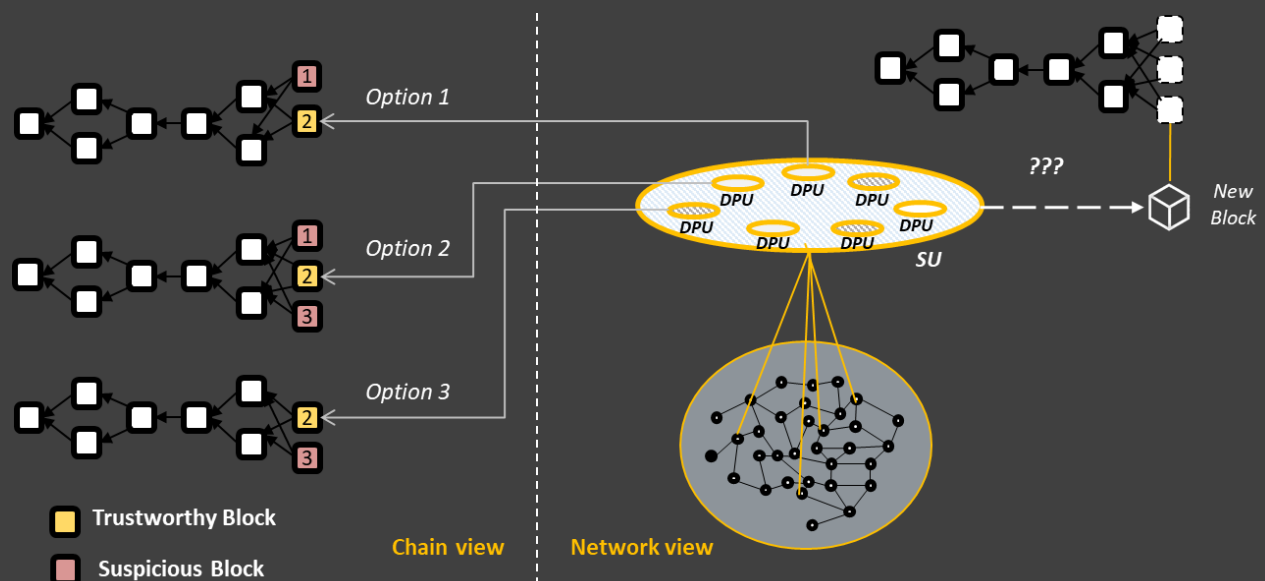 1
Option 1
2
???
New
Block
DPU
DPU
DPU
DPU
DPU
DPU
DPU
SU
1
Option 2
2
3
Option 3
2
3
Trustworthy Block
Suspicious Block
Chain view
Network view